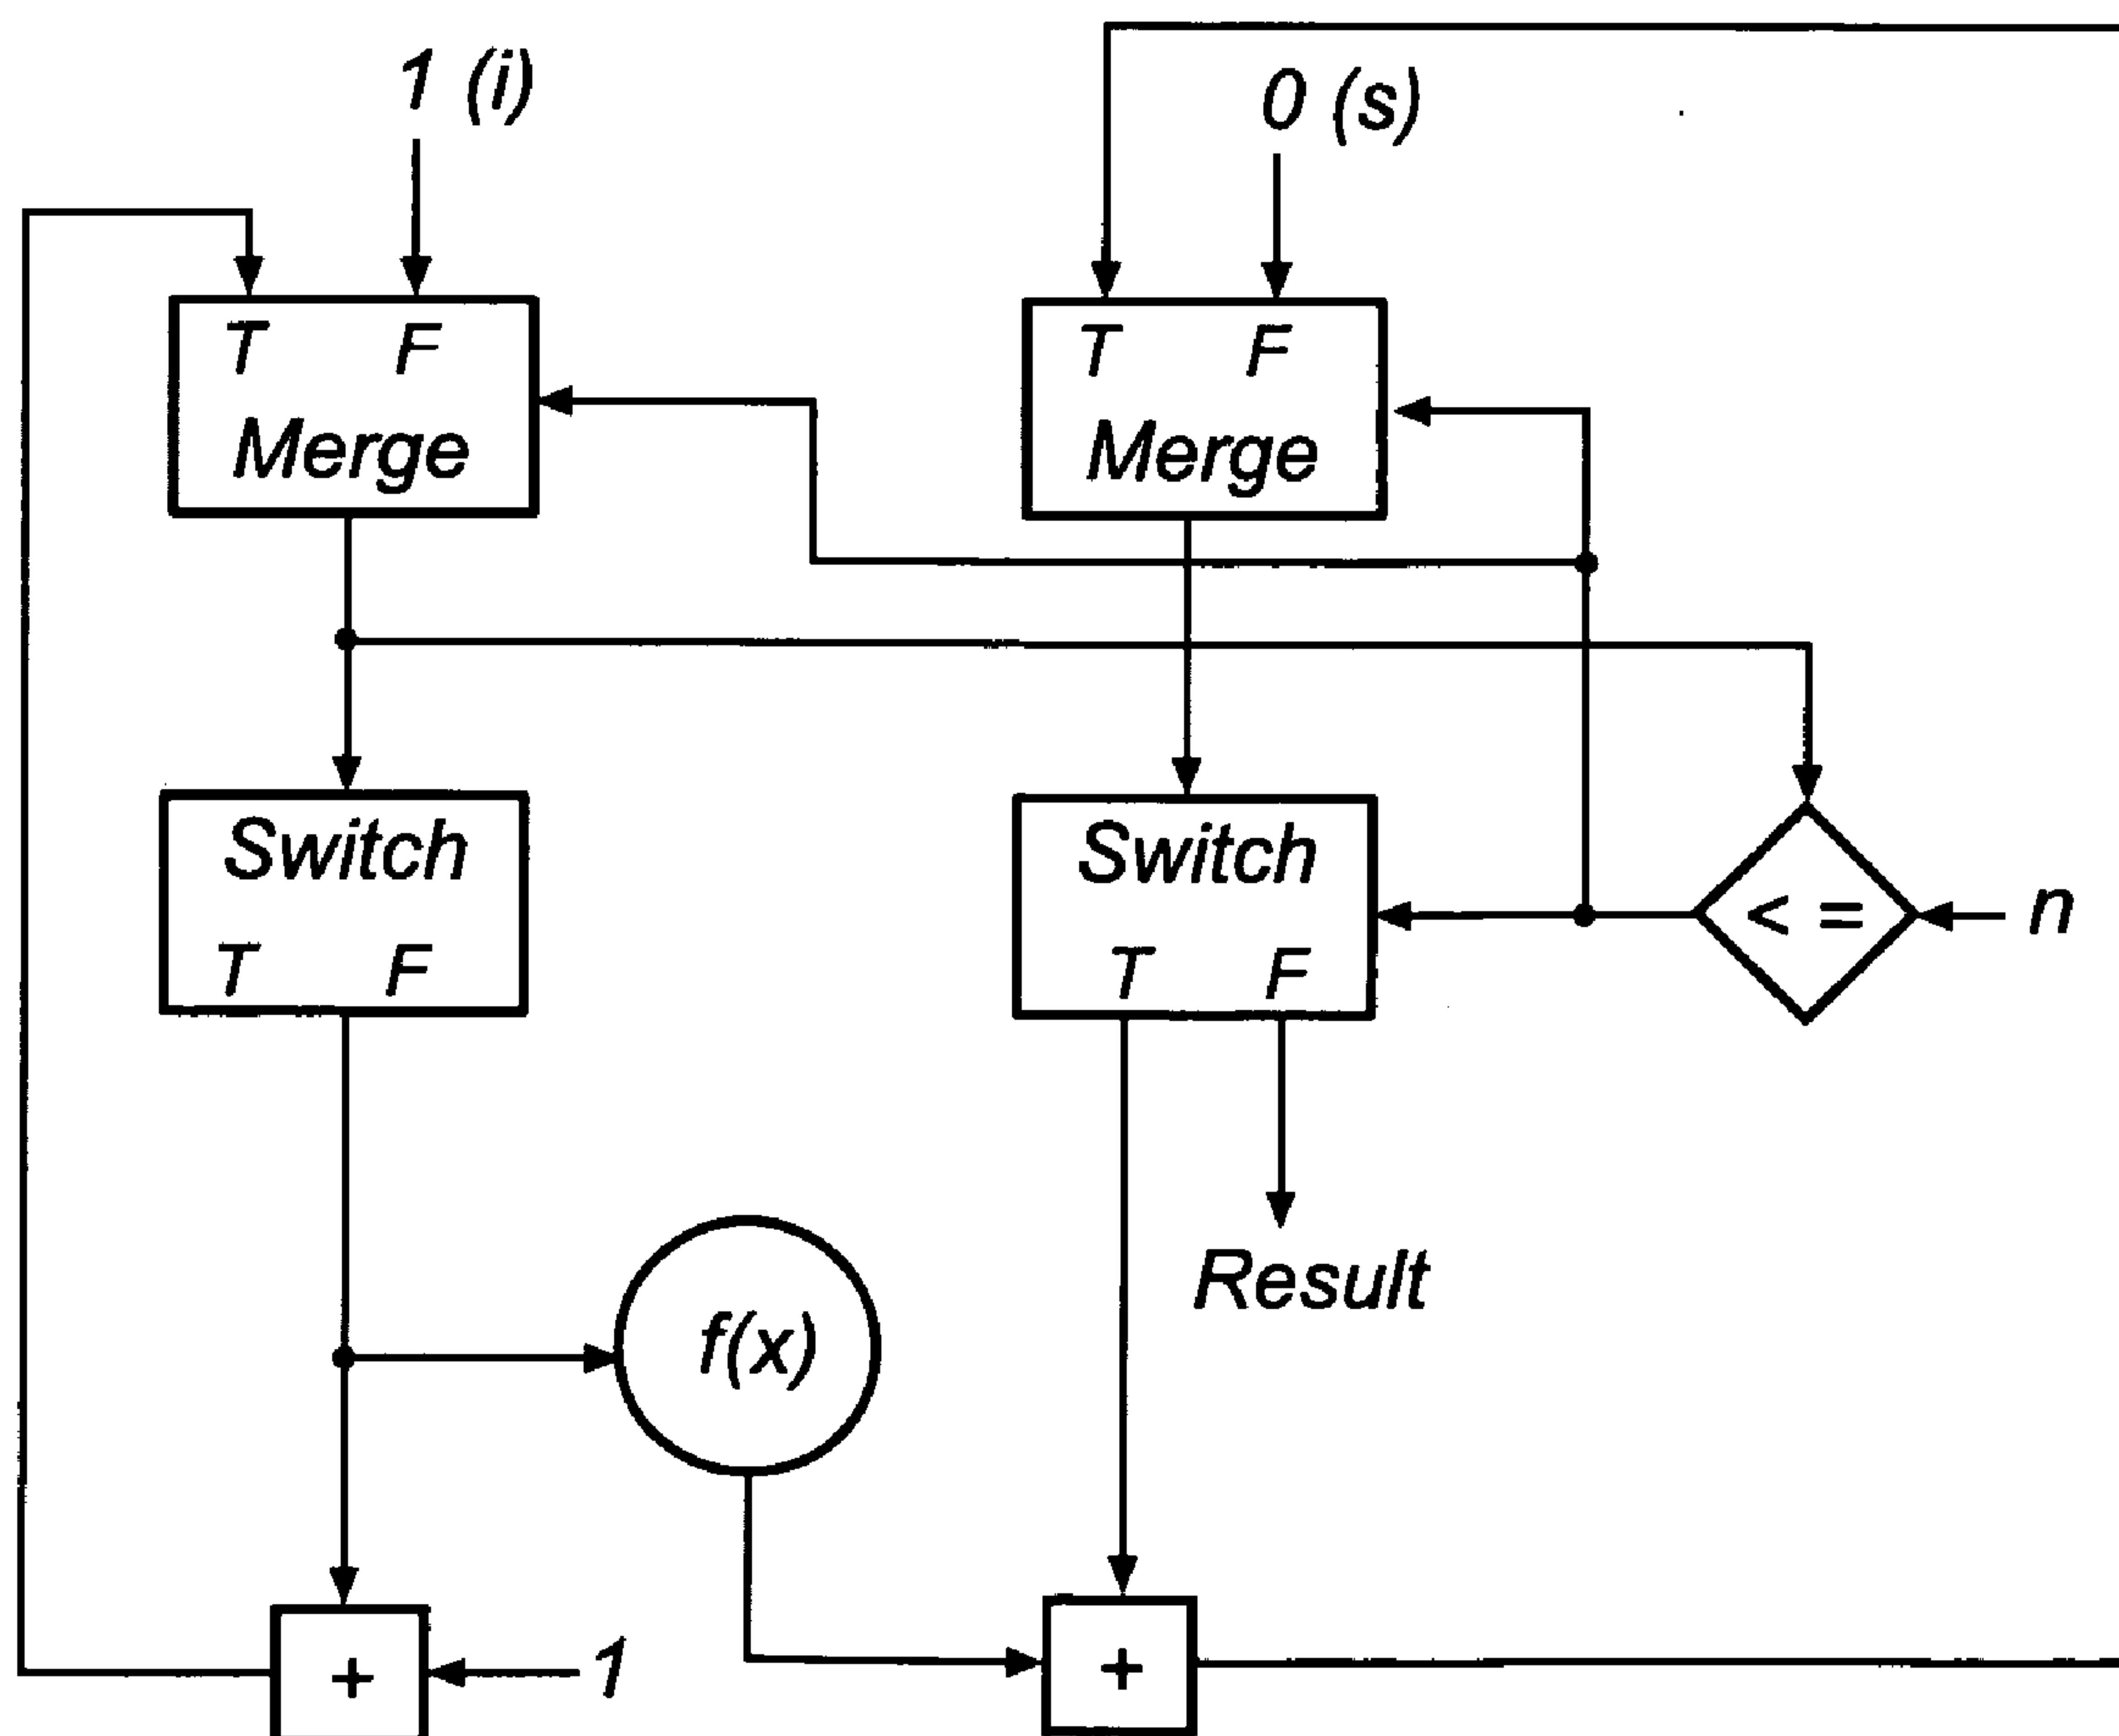 1 (i)
0 (s)
T F
Merge
T F
Merge
Switch
T F
Switch
T F
< =
n
f(x)
Result
+
1
+